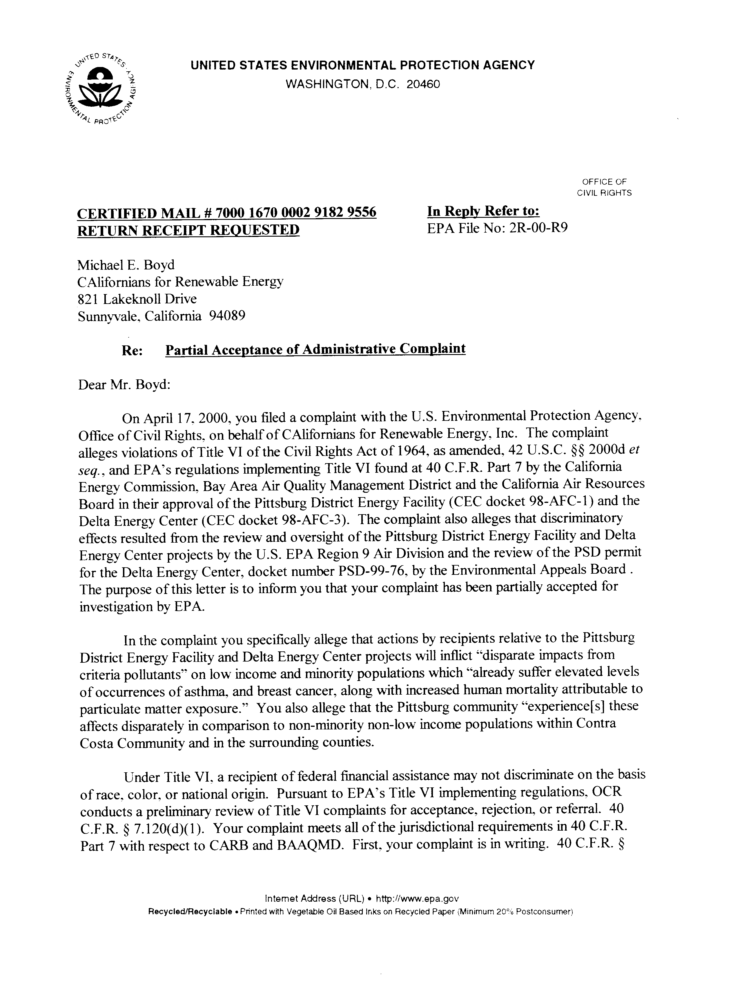 UNITED STATES ENVIRONMENTAL PROTECTION AGENCY
WASHINGTON, D.C. 20460
UNITED STATES ENVIRONMENTAL PROTECTION AGENCY
OFFICE OF
CIVIL RIGHTS
CERTIFIED MAIL # 7000 1670 0002 9182 9556
RETURN RECEIPT REQUESTED
In Reply Refer to:
EPA File No: 2R-00-R9
Michael E. Boyd
CAlifornians for Renewable Energy
821 Lakeknoll Drive
Sunnyvale, California 94089
Re: Partial Acceptance of Administrative Complaint
Dear Mr. Boyd:
On April 17, 2000, you filed a complaint with the U.S. Environmental Protection Agency,
Office of Civil Rights, on behalf of CAlifornians for Renewable Energy, Inc. The complaint
alleges violations of Title VI of the Civil Rights Act of 1964, as amended, 42 U.S.C. §§ 2000d et
seq., and EPA's regulations implementing Title VI found at 40 C.F.R. Part 7 by the California
Energy Commission, Bay Area Air Quality Management District and the California Air Resources
Board in their approval of the Pittsburg District Energy Facility (CEC docket 98-AFC-1) and the
Delta Energy Center (CEC docket 98-AFC-3). The complaint also alleges that discriminatory
effects resulted from the review and oversight of the Pittsburg District Energy Facility and Delta
Energy Center projects by the U.S. EPA Region 9 Air Division and the review of the PSD permit
for the Delta Energy Center, docket number PSD-99-76, by the Environmental Appeals Board .
The purpose of this letter is to inform you that your complaint has been partially accepted for
investigation by EPA.
In the complaint you specifically allege that actions by recipients relative to the Pittsburg
District Energy Facility and Delta Energy Center projects will inflict “disparate impacts from
criteria pollutants” on low income and minority populations which “already suffer elevated levels
of occurrences of asthma, and breast cancer, along with increased human mortality attributable to
particulate matter exposure.” You also allege that the Pittsburg community “experience[s] these
affects disparately in comparison to non-minority non-low income populations within Contra
Costa Community and in the surrounding counties.
Under Title VI, a recipient of federal financial assistance may not discriminate on the basis
of race, color, or national origin. Pursuant to EPA's Title VI implementing regulations, OCR
conducts a preliminary review of Title VI complaints for acceptance, rejection, or referral. 40
C.F.R. § 7.120(d)(1). Your complaint meets all of the jurisdictional requirements in 40 C.F.R.
Part 7 with respect to CARB and BAAQMD. First, your complaint is in writing. 40 C.F.R. §
Internet Address (URL) • http://www.epa.gov
Recycled/Recyclable • Printed with Vegetable Oil Based Inks on Recycled Paper (Minimum 20% Postconsumer)